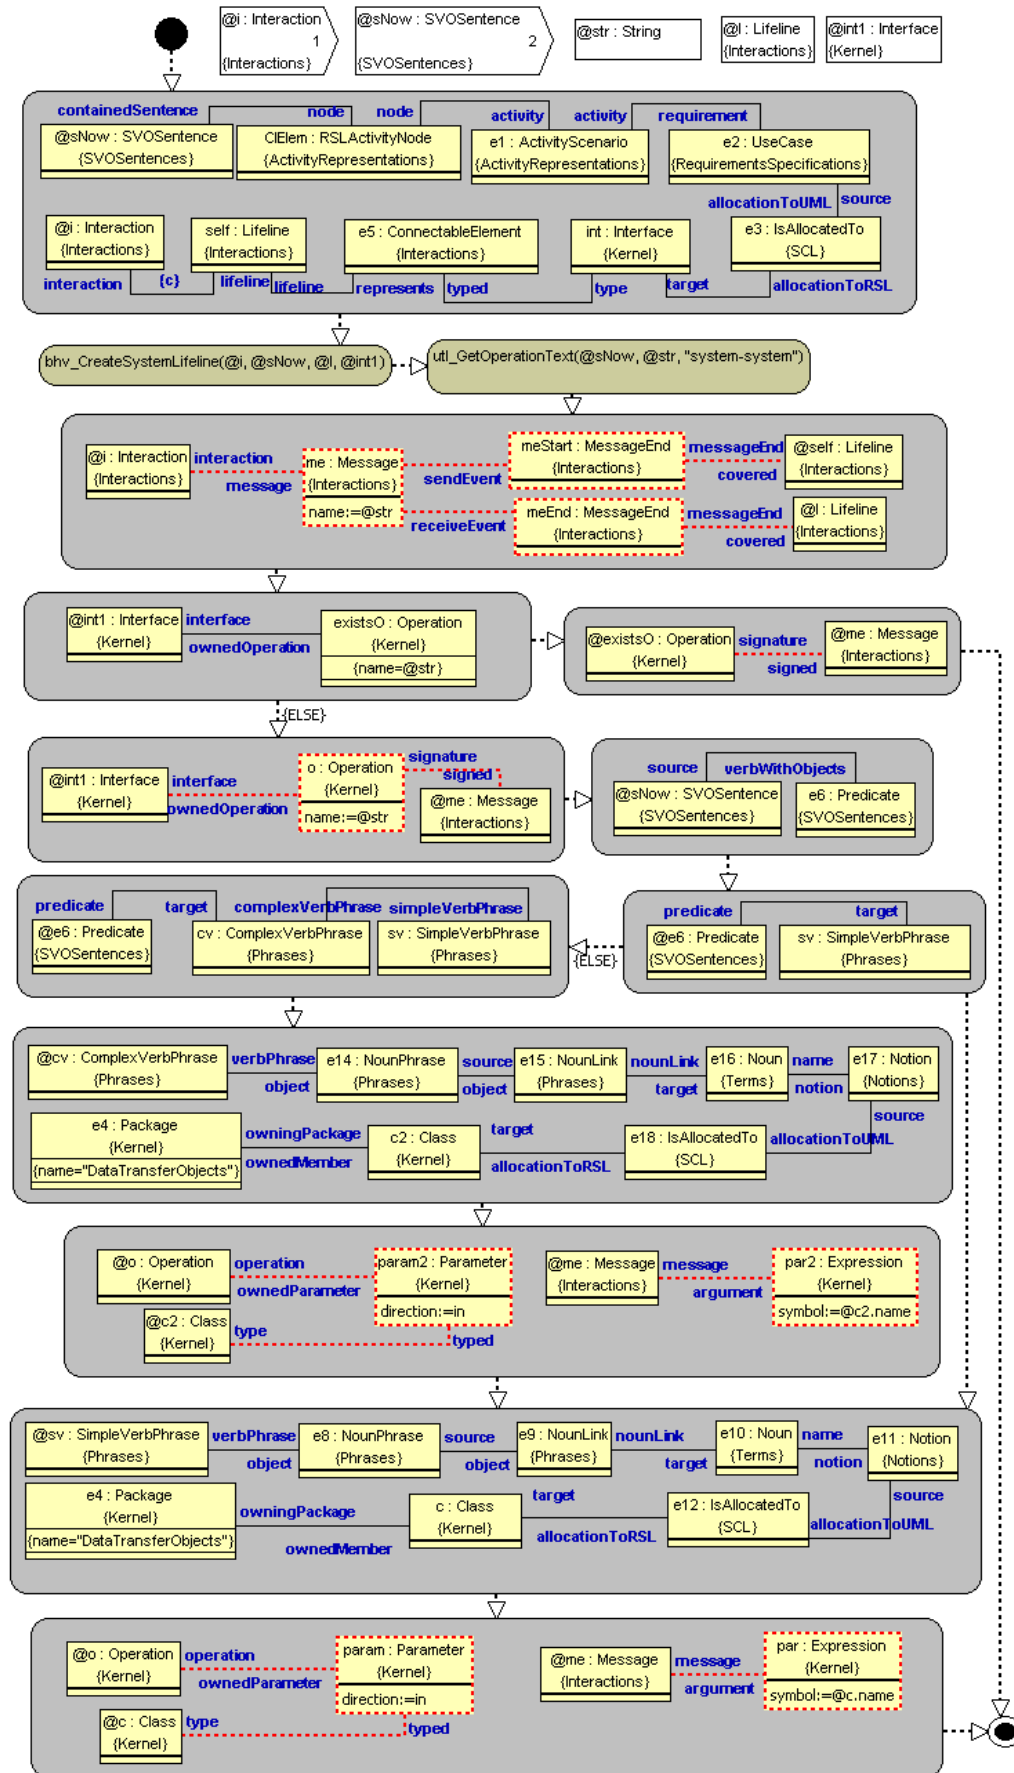 @i : Interaction
1
{Interactions}
@sNow : SVOSentence
2
{SVOSentences}
@str : String
@l : Lifeline
{Interactions}
@int1 : Interface
{Kernel}
containedSentence
node
node
activity
activity
requirement
@sNow : SVOSentence
{SVOSentences}
ClElem : RSLActivityNode
{ActivityRepresentations}
e1 : ActivityScenario
{ActivityRepresentations}
e2 : UseCase
{RequirementsSpecifications}
allocationToUML
source
@i : Interaction
{Interactions}
self : Lifeline
{Interactions}
e5 : ConnectableElement
{Interactions}
int : Interface
{Kernel}
e3 : IsAllocatedTo
{SCL}
interaction
{c}
lifeline
lifeline
represents
typed
type
target
allocationToRSL
bhv_CreateSystemLifeline(@i, @sNow, @l, @int1)
utl_GetOperationText(@sNow, @str, "system-system")
@i : Interaction
{Interactions}
interaction
message
me : Message
{Interactions}
name:=@str
sendEvent
receiveEvent
meStart : MessageEnd
{Interactions}
messageEnd
covered
@self : Lifeline
{Interactions}
meEnd : MessageEnd
{Interactions}
messageEnd
covered
@l : Lifeline
{Interactions}
@int1 : Interface
{Kernel}
interface
ownedOperation
existsO : Operation
{Kernel}
{name=@str}
@existsO : Operation
{Kernel}
signature
signed
@me : Message
{Interactions}
{ELSE}
@int1 : Interface
{Kernel}
interface
ownedOperation
o : Operation
{Kernel}
name:=@str
signature
signed
@me : Message
{Interactions}
source
verbWithObjects
@sNow : SVOSentence
{SVOSentences}
e6 : Predicate
{SVOSentences}
predicate
target
complexVerbPhrase
simpleVerbPhrase
@e6 : Predicate
{SVOSentences}
cv : ComplexVerbPhrase
{Phrases}
sv : SimpleVerbPhrase
{Phrases}
{ELSE}
predicate
target
@e6 : Predicate
{SVOSentences}
sv : SimpleVerbPhrase
{Phrases}
@cv : ComplexVerbPhrase
{Phrases}
verbPhrase
object
e14 : NounPhrase
{Phrases}
source
object
e15 : NounLink
{Phrases}
nounLink
target
e16 : Noun
{Terms}
name
notion
e17 : Notion
{Notions}
source
e4 : Package
{Kernel}
{name="DataTransferObjects"}
owningPackage
ownedMember
c2 : Class
{Kernel}
target
allocationToRSL
e18 : IsAllocatedTo
{SCL}
allocationToUML
@o : Operation
{Kernel}
operation
ownedParameter
param2 : Parameter
{Kernel}
direction:=in
@c2 : Class
{Kernel}
type
typed
@me : Message
{Interactions}
message
argument
par2 : Expression
{Kernel}
symbol:=@c2.name
@sv : SimpleVerbPhrase
{Phrases}
verbPhrase
object
e8 : NounPhrase
{Phrases}
source
object
e9 : NounLink
{Phrases}
nounLink
target
e10 : Noun
{Terms}
name
notion
e11 : Notion
{Notions}
source
e4 : Package
{Kernel}
{name="DataTransferObjects"}
owningPackage
ownedMember
c : Class
{Kernel}
target
allocationToRSL
e12 : IsAllocatedTo
{SCL}
allocationToUML
@o : Operation
{Kernel}
operation
ownedParameter
param : Parameter
{Kernel}
direction:=in
@c : Class
{Kernel}
type
typed
@me : Message
{Interactions}
message
argument
par : Expression
{Kernel}
symbol:=@c.name